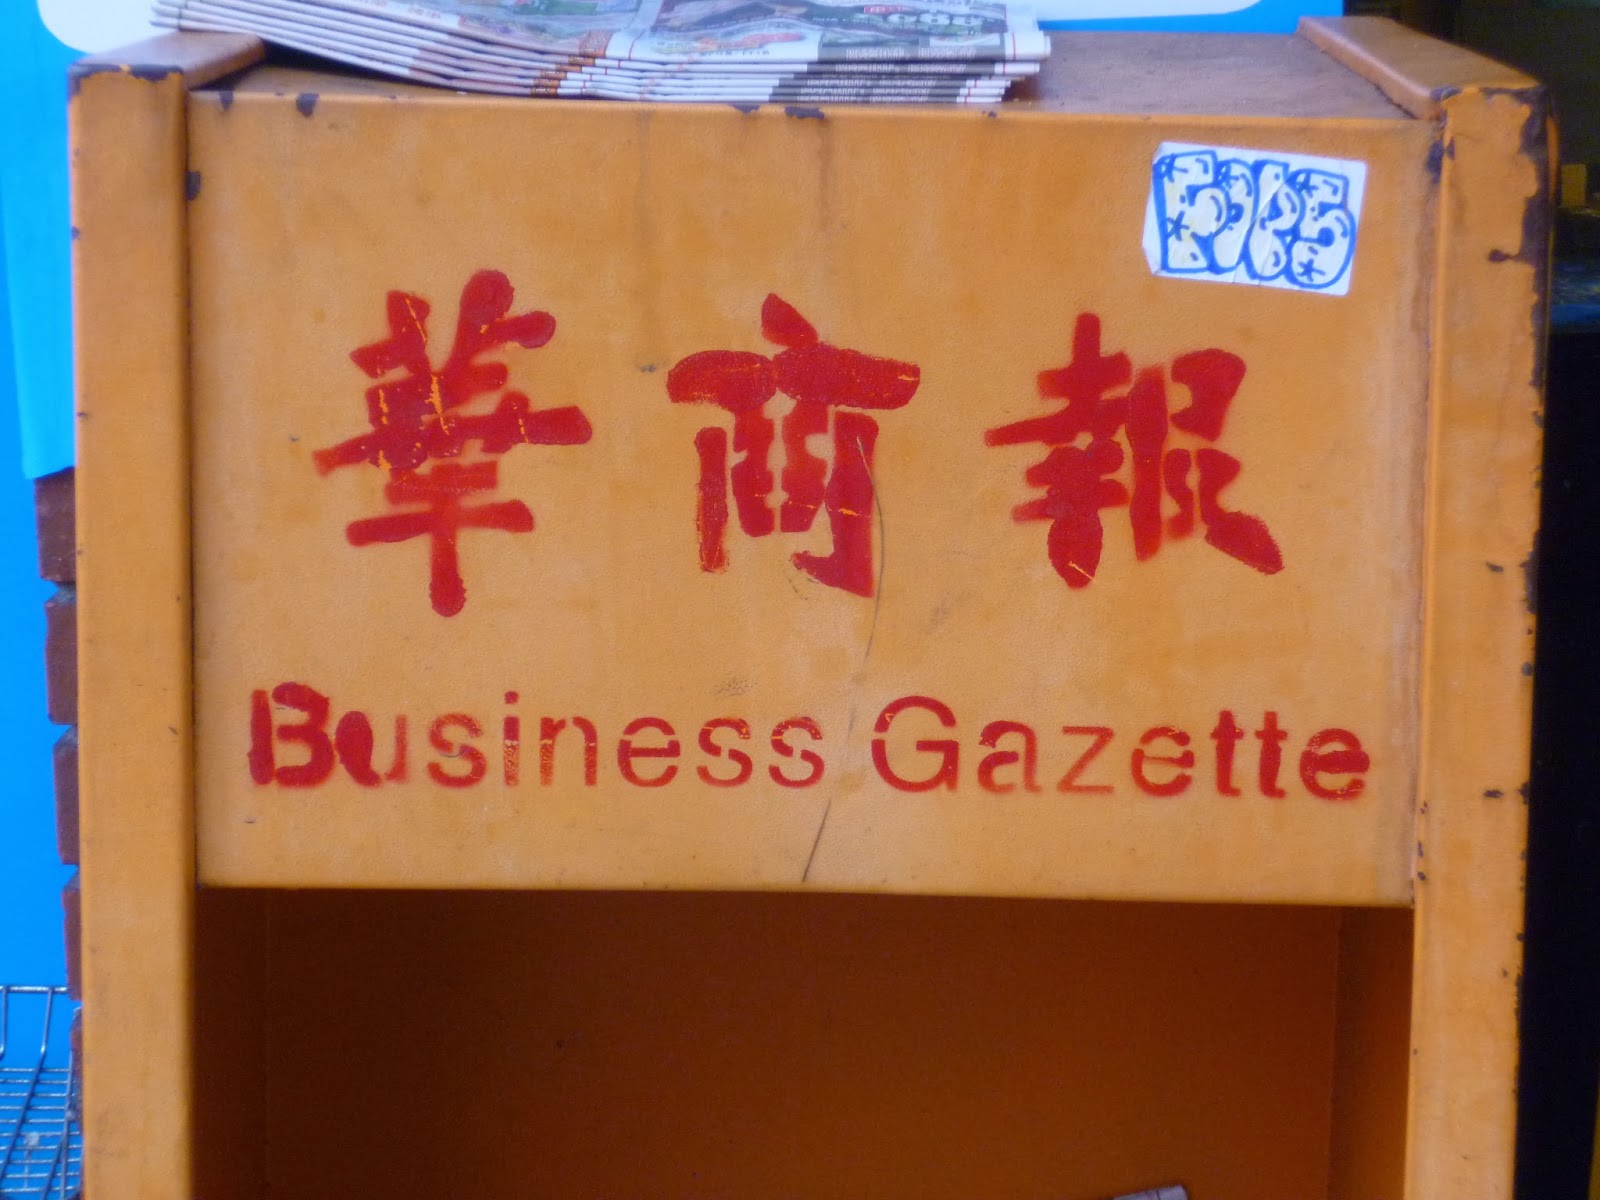 華商報
Business Gazette